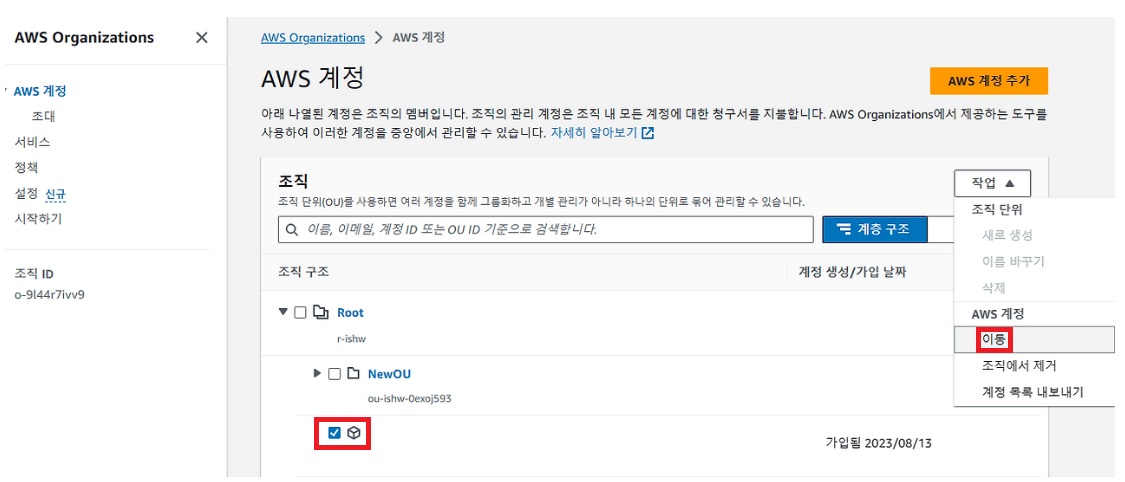 AWS Organizations
AWS 계정
초대
서비스
정책
설정 신규
시작하기
조직 ID
o-9l44r7ivv9
AWS Organizations > AWS 계정
AWS 계정
AWS 계정 추가
아래 나열된 계정은 조직의 멤버입니다. 조직의 관리 계정은 조직 내 모든 계정에 대한 청구서를 지불합니다. AWS Organizations에서 제공하는 도구를
사용하여 이러한 계정을 중앙에서 관리할 수 있습니다. 자세히 알아보기
조직
조직 단위(OU)를 사용하면 여러 계정을 함께 그룹화하고 개별 관리가 아니라 하나의 단위로 묶어 관리할 수 있습니다.
이름, 이메일, 계정 ID 또는 OU ID 기준으로 검색합니다.
계층 구조
작업
조직 단위
새로 생성
이름 바꾸기
삭제
AWS 계정
이동
조직에서 제거
계정 목록 내보내기
조직 구조
계정 생성/가입 날짜
Root
r-ishw
NewOU
ou-ishw-0exoj593
가입됨 2023/08/13